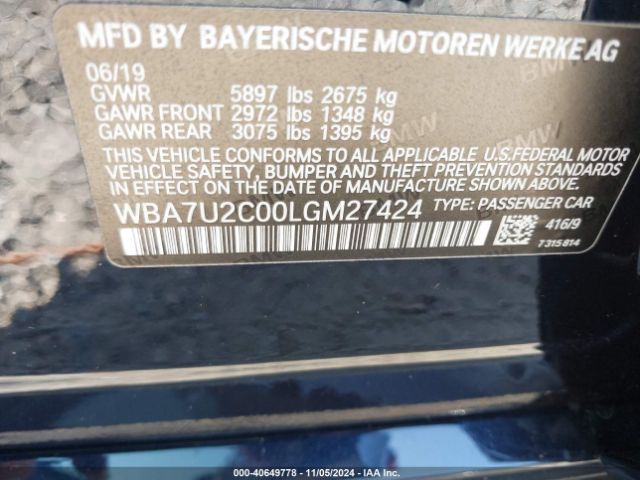 MFD BY BAYERISCHE MOTOREN WERKE AG
06/19
GVWR 5897 lbs 2675 kg
GAWR FRONT 2972 lbs 1348 kg
GAWR REAR 3075 lbs 1395 kg
THIS VEHICLE CONFORMS TO ALL APPLICABLE U.S.FEDERAL MOTOR
VEHICLE SAFETY, BUMPER AND THEFT PREVENTION STANDARDS
IN EFFECT ON THE DATE OF MANUFACTURE SHOWN ABOVE.
WBA7U2C00LGM27424 TYPE: PASSENGER CAR
416/9
7315814
000-40649778 - 11/05/2024 - IAA Inc.